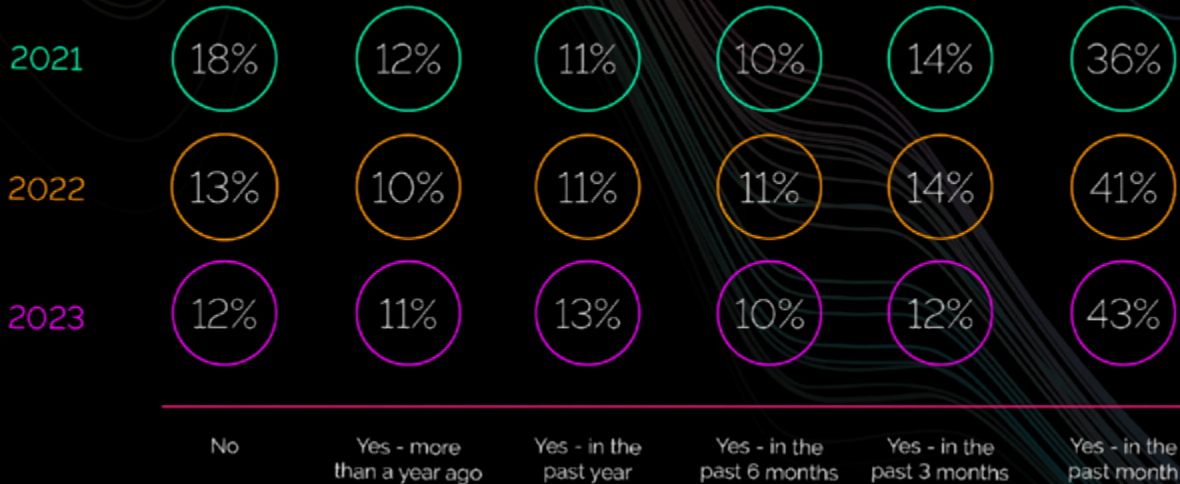 2021 18% 12% 11% 10% 14% 36%
2022 13% 10% 11% 11% 14% 41%
2023 12% 11% 13% 10% 12% 43%
No Yes - more Yes - in the Yes - in the Yes - in the Yes - in the
than a year ago past year past 6 months past 3 months past month